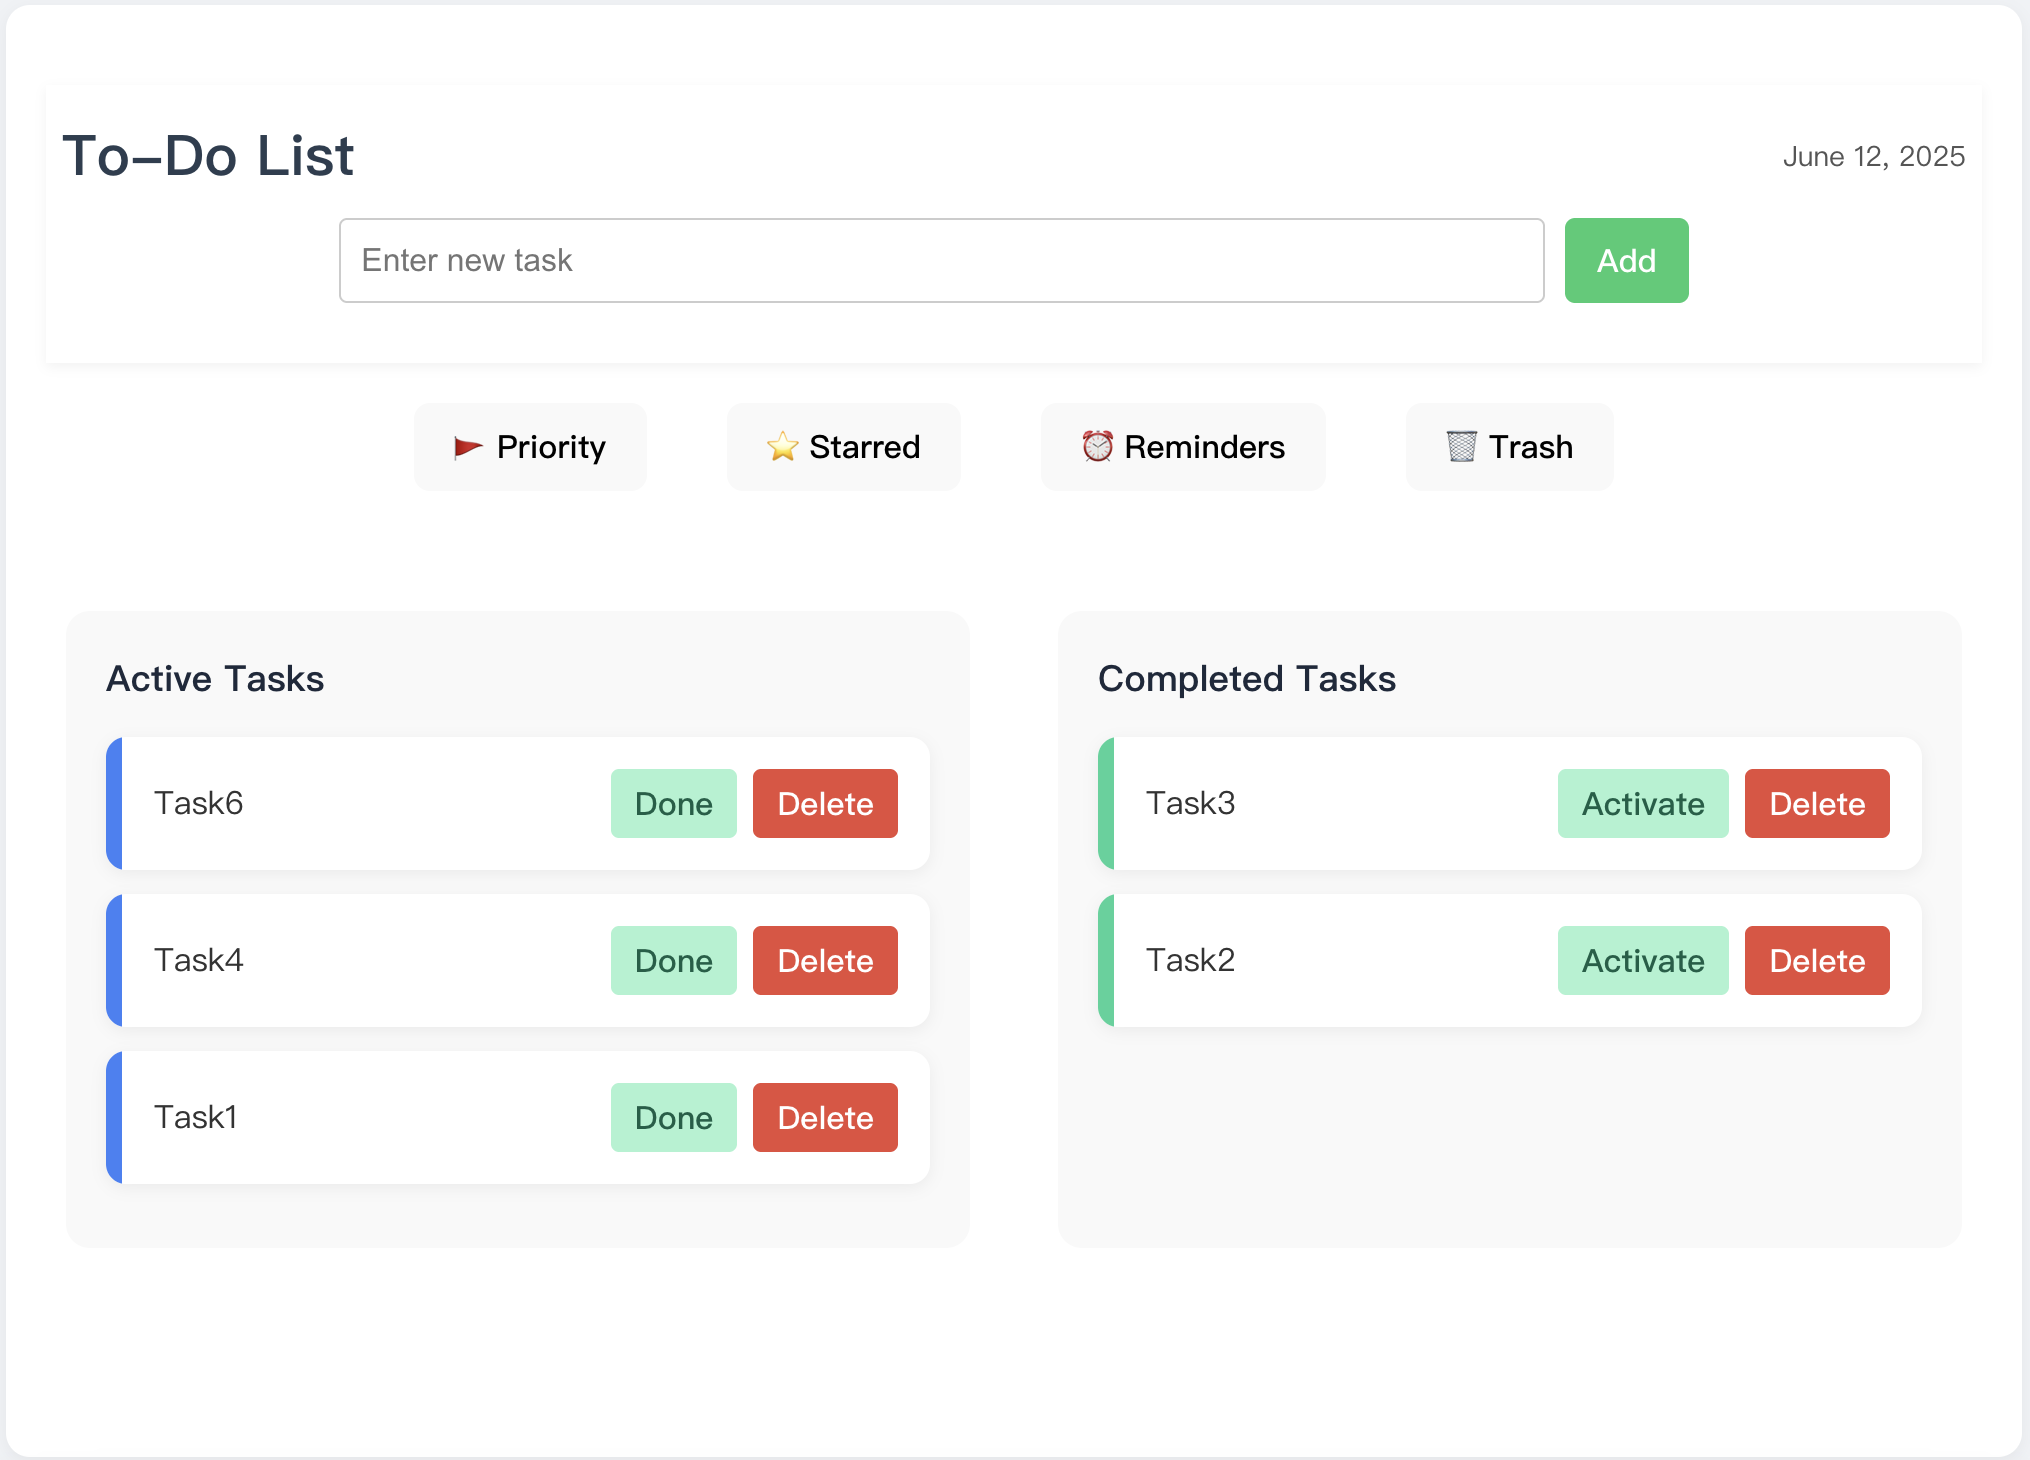 To-Do List
June 12, 2025
Enter new task
Add
Priority
Starred
Reminders
Trash
Active Tasks
Task6
Done
Delete
Task4
Done
Delete
Task1
Done
Delete
Completed Tasks
Task3
Activate
Delete
Task2
Activate
Delete